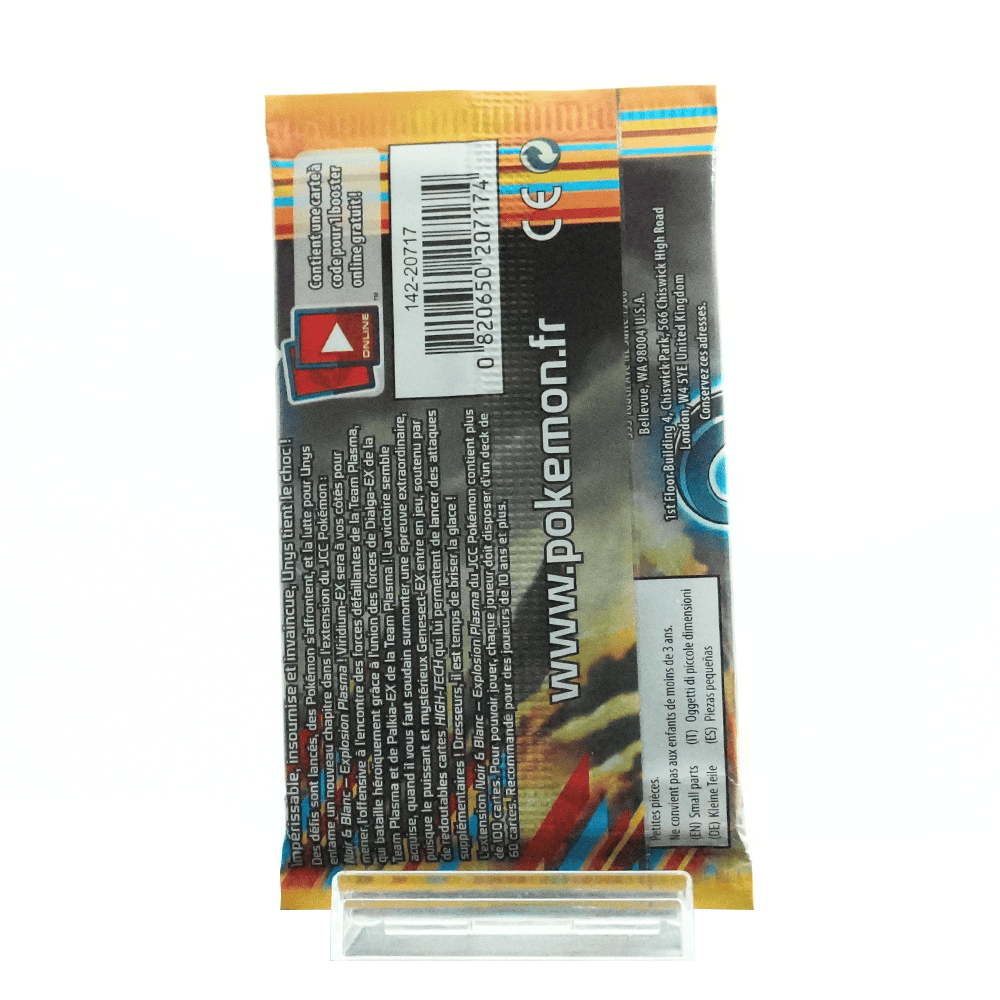 Impérissable, insoumise et invaincue, Unys tient le choc !
Des défis sont lancés, des Pokémon s'affrontent, et la lutte pour Unys
entame un nouveau chapitre dans l'extension du JCC Pokémon :
Noir & Blanc – Explosion Plasma ! Viridium-EX sera à vos côtés pour
mener l'offensive à l'encontre des forces défaillantes de la Team Plasma,
qui bataille héroïquement grâce à l'union des forces de Dialga-EX de la
Team Plasma et de Palkia-EX de la Team Plasma ! La victoire semble
acquise, quand il vous faut soudain surmonter une épreuve extraordinaire,
puisque le puissant et mystérieux Genesect-EX entre en jeu, soutenu par
de redoutables cartes HIGH-TECH qui lui permettent de lancer des attaques
supplémentaires ! Dresseurs, il est temps de briser la glace !
L'extension Noir & Blanc – Explosion Plasma du JCC Pokémon contient plus
de 100 cartes. Pour pouvoir jouer, chaque joueur doit disposer d'un deck de
60 cartes. Recommandé pour des joueurs de 10 ans et plus.
ONLINE
TM
Contient une carte à
code pour 1 booster
online gratuit !
142-20717
0 820650 207174
www.pokemon.fr
CE
Bellevue, WA 98004 U.S.A.
1st Floor Building 4, Chiswick Park, 566 Chiswick High Road
London, W4 5YE United Kingdom
Conservez ces adresses.
Petites pièces.
Ne convient pas aux enfants de moins de 3 ans.
(EN) Small parts (IT) Oggetti di piccole dimensioni
(DE) Kleine Teile (ES) Piezas pequeñas